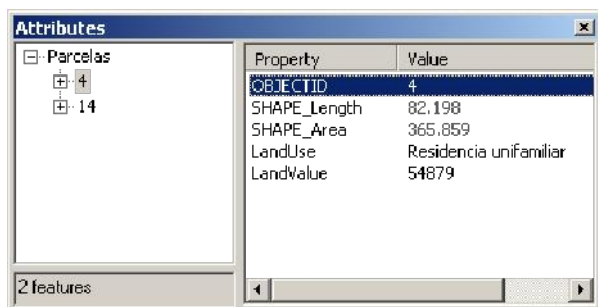 Attributes
Parcelas
4
14
2 features
Property Value
OBJECTID 4
SHAPE_Length 82.198
SHAPE_Area 365.859
LandUse Residencia unifamiliar
LandValue 54879